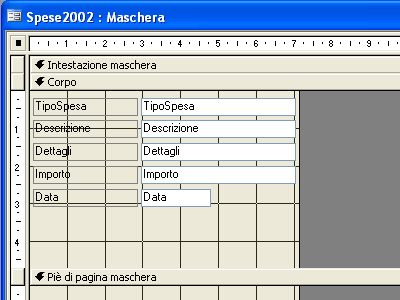 Spese2002 : Maschera
1 2 3 4 5 6 7 8 9
Intestazione maschera
Corpo
TipoSpesa TipoSpesa
1
Descrizione Descrizione
Dettagli Dettagli
2
Importo Importo
3
Data Data
4
Piè di pagina maschera